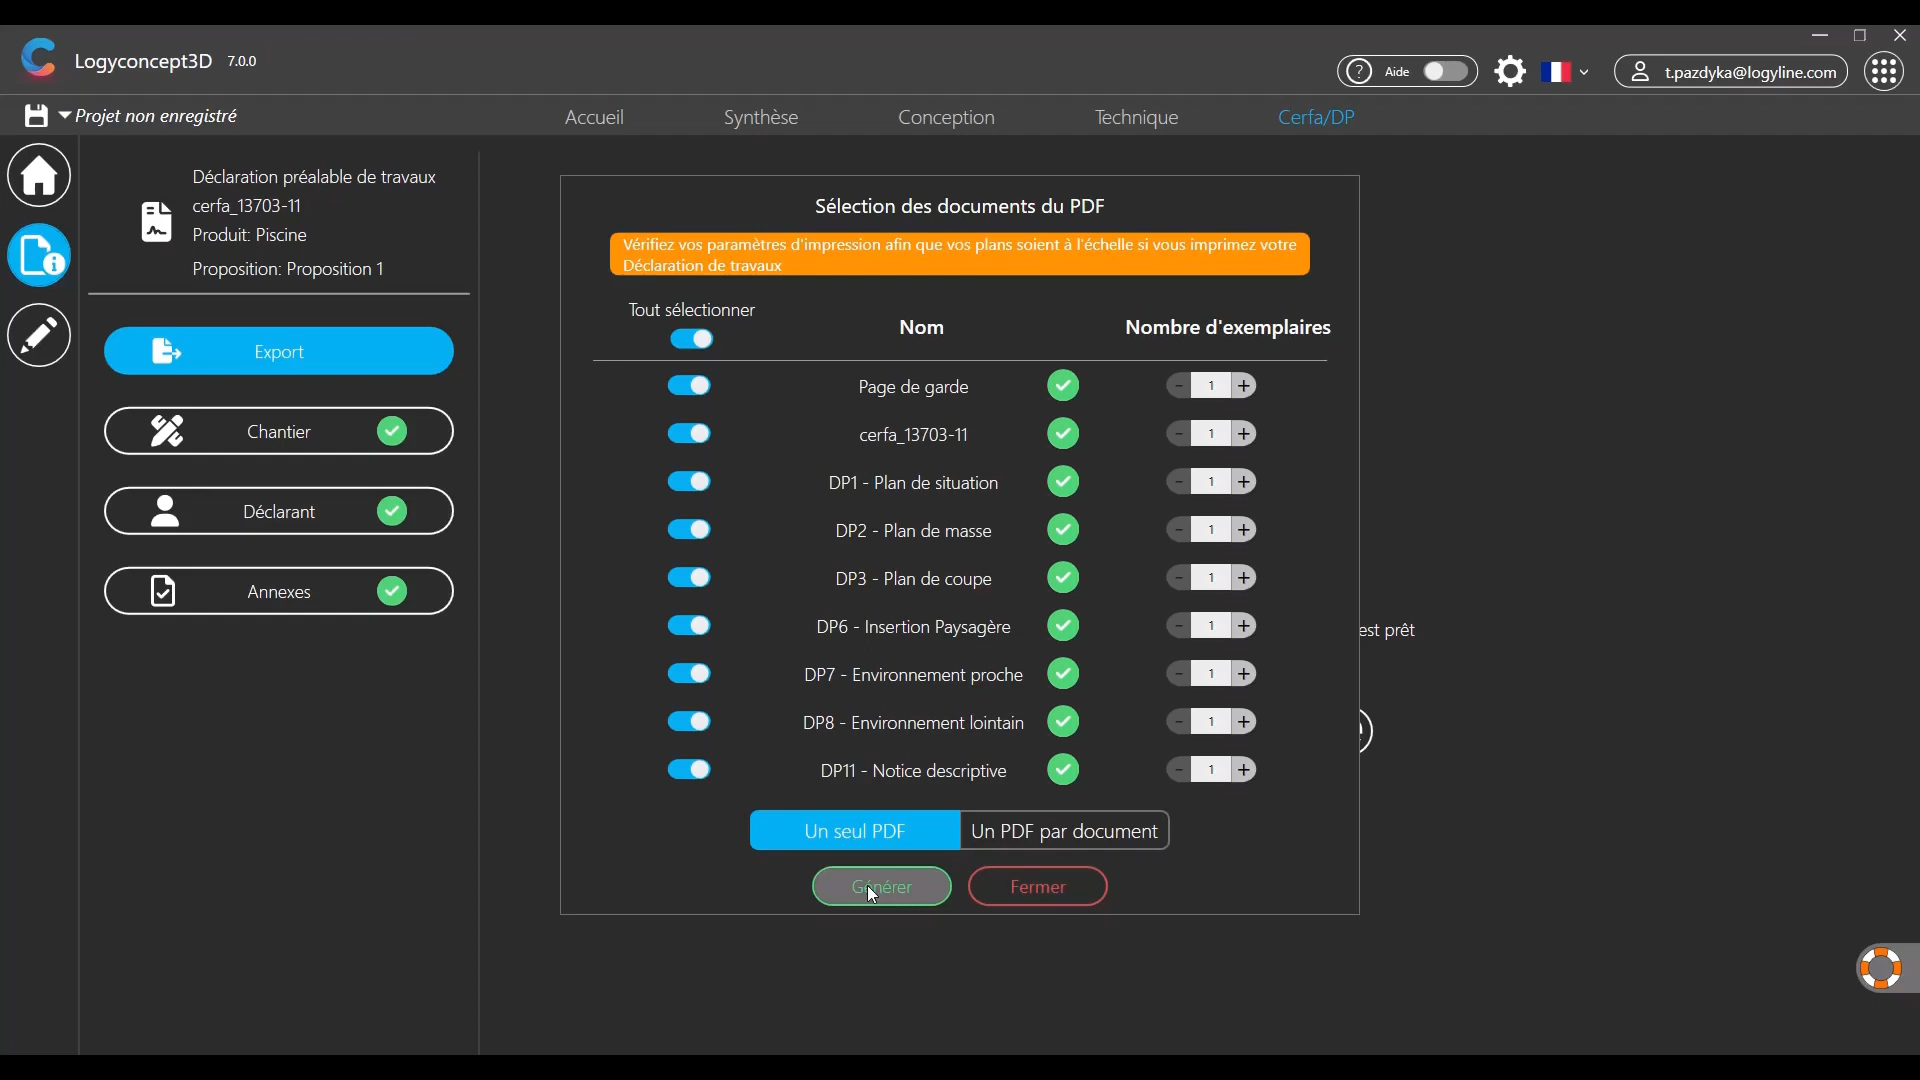 Logyconcept3D 7.0.0
Aide
t.pazdyka@logyline.com
Projet non enregistré
Accueil
Synthèse
Conception
Technique
Cerfa/DP
Déclaration préalable de travaux
cerfa_13703-11
Produit: Piscine
Proposition: Proposition 1
Export
Chantier
Déclarant
Annexes
Sélection des documents du PDF
Vérifiez vos paramètres d'impression afin que vos plans soient à l'échelle si vous imprimez votre
Déclaration de travaux
Tout sélectionner
Nom
Nombre d'exemplaires
Page de garde - 1 +
cerfa_13703-11 - 1 +
DP1 - Plan de situation - 1 +
DP2 - Plan de masse - 1 +
DP3 - Plan de coupe - 1 +
DP6 - Insertion Paysagère - 1 +
DP7 - Environnement proche - 1 +
DP8 - Environnement lointain - 1 +
DP11 - Notice descriptive - 1 +
est prêt
Un seul PDF
Un PDF par document
Générer
Fermer